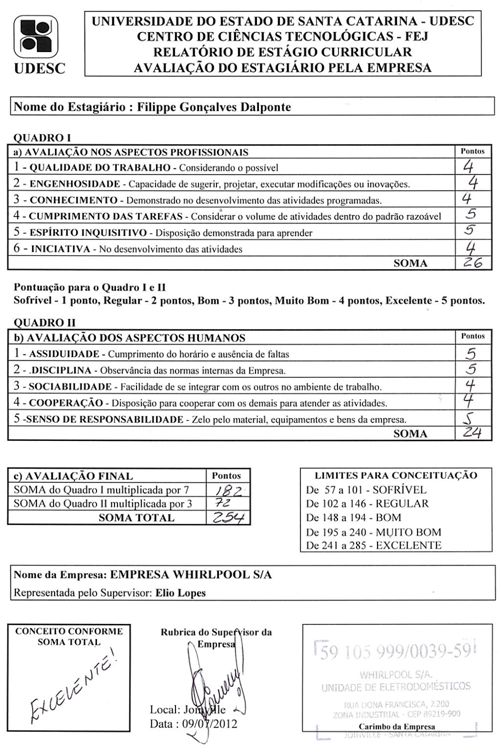 UDESC
UNIVERSIDADE DO ESTADO DE SANTA CATARINA - UDESC
CENTRO DE CIÊNCIAS TECNOLÓGICAS - FEJ
RELATÓRIO DE ESTÁGIO CURRICULAR
AVALIAÇÃO DO ESTAGIÁRIO PELA EMPRESA
Nome do Estagiário : Filippe Gonçalves Dalponte
QUADRO I
a) AVALIAÇÃO NOS ASPECTOS PROFISSIONAIS Pontos
1 - QUALIDADE DO TRABALHO - Considerando o possível 4
2 - ENGENHOSIDADE - Capacidade de sugerir, projetar, executar modificações ou inovações. 4
3 - CONHECIMENTO - Demonstrado no desenvolvimento das atividades programadas. 4
4 - CUMPRIMENTO DAS TAREFAS - Considerar o volume de atividades dentro do padrão razoável 5
5 - ESPÍRITO INQUISITIVO - Disposição demonstrada para aprender 5
6 - INICIATIVA - No desenvolvimento das atividades 4
SOMA 26
Pontuação para o Quadro I e II
Sofrível - 1 ponto, Regular - 2 pontos, Bom - 3 pontos, Muito Bom - 4 pontos, Excelente - 5 pontos.
QUADRO II
b) AVALIAÇÃO DOS ASPECTOS HUMANOS Pontos
1 - ASSIDUIDADE - Cumprimento do horário e ausência de faltas 5
2 - .DISCIPLINA - Observância das normas internas da Empresa. 5
3 - SOCIABILIDADE - Facilidade de se integrar com os outros no ambiente de trabalho. 4
4 - COOPERAÇÃO - Disposição para cooperar com os demais para atender as atividades. 4
5 -SENSO DE RESPONSABILIDADE - Zelo pelo material, equipamentos e bens da empresa. 5
SOMA 24
c) AVALIAÇÃO FINAL Pontos
SOMA do Quadro I multiplicada por 7 182
SOMA do Quadro II multiplicada por 3 72
SOMA TOTAL 254
LIMITES PARA CONCEITUAÇÃO
De 57 a 101 - SOFRÍVEL
De 102 a 146 - REGULAR
De 148 a 194 - BOM
De 195 a 240 - MUITO BOM
De 241 a 285 - EXCELENTE
Nome da Empresa: EMPRESA WHIRLPOOL S/A
Representada pelo Supervisor: Elio Lopes
CONCEITO CONFORME
SOMA TOTAL
EXCELENTE!
Rubrica do Supervisor da
Empresa
Local: Joinville
Data : 09/07/2012
59 105 999/0039-59
WHIRLPOOL S/A.
UNIDADE DE ELETRODOMÉSTICOS
RUA DONA FRANCISCA, 7.200
ZONA INDUSTRIAL - CEP 89219-900
JOINVILLE - SANTA CATARINA
Carimbo da Empresa